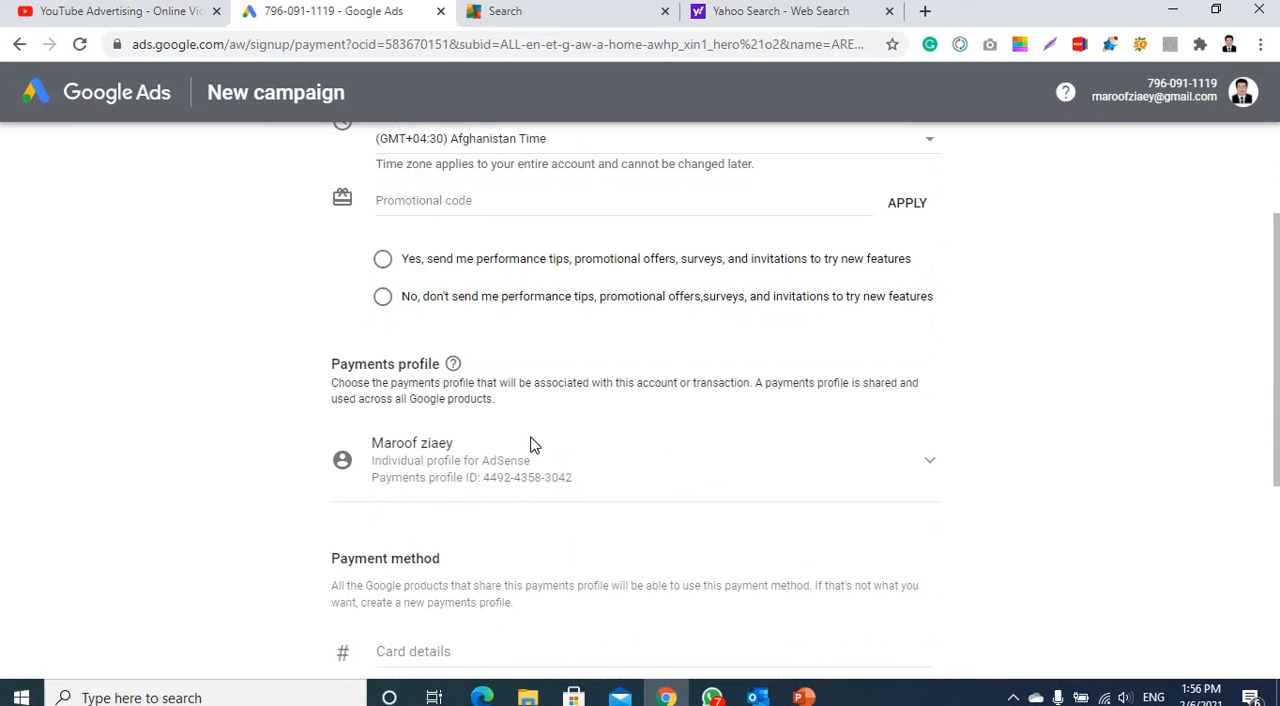 YouTube Advertising - Online Vid
796-091-1119 - Google Ads
Search
Yahoo Search - Web Search
ads.google.com/aw/signup/payment?ocid=583670151&subid=ALL-en-et-g-aw-a-home-awhp_xin1_hero%21o2&name=ARE...
Google Ads
New campaign
796-091-1119
maroofziaey@gmail.com
(GMT+04:30) Afghanistan Time
Time zone applies to your entire account and cannot be changed later.
Promotional code
APPLY
Yes, send me performance tips, promotional offers, surveys, and invitations to try new features
No, don't send me performance tips, promotional offers,surveys, and invitations to try new features
Payments profile
Choose the payments profile that will be associated with this account or transaction. A payments profile is shared and
used across all Google products.
Maroof ziaey
Individual profile for AdSense
Payments profile ID: 4492-4358-3042
Payment method
All the Google products that share this payments profile will be able to use this payment method. If that's not what you
want, create a new payments profile.
# Card details
Type here to search
7
ENG
1:56 PM
2/6/2021